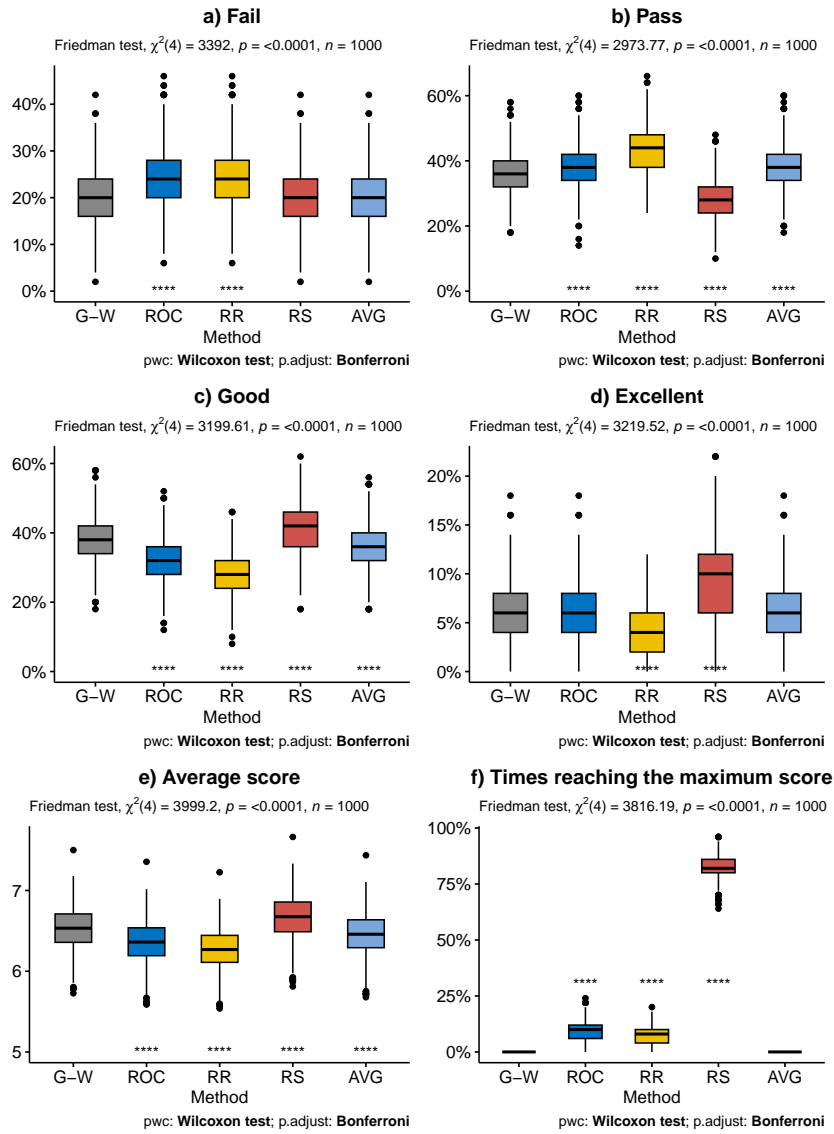 a) Fail
Friedman test, χ²(4) = 3392, p = <0.0001, n = 1000
40%
30%
20%
10%
0%
**** ****
G−W ROC RR RS AVG
Method
pwc: Wilcoxon test; p.adjust: Bonferroni
b) Pass
Friedman test, χ²(4) = 2973.77, p = <0.0001, n = 1000
60%
40%
20%
0%
**** **** **** ****
G−W ROC RR RS AVG
Method
pwc: Wilcoxon test; p.adjust: Bonferroni
c) Good
Friedman test, χ²(4) = 3199.61, p = <0.0001, n = 1000
60%
40%
20%
0%
**** **** **** ****
G−W ROC RR RS AVG
Method
pwc: Wilcoxon test; p.adjust: Bonferroni
d) Excellent
Friedman test, χ²(4) = 3219.52, p = <0.0001, n = 1000
20%
15%
10%
5%
0%
**** ****
G−W ROC RR RS AVG
Method
pwc: Wilcoxon test; p.adjust: Bonferroni
e) Average score
Friedman test, χ²(4) = 3999.2, p = <0.0001, n = 1000
7
6
5
**** **** **** ****
G−W ROC RR RS AVG
Method
pwc: Wilcoxon test; p.adjust: Bonferroni
f) Times reaching the maximum score
Friedman test, χ²(4) = 3816.19, p = <0.0001, n = 1000
100%
75%
50%
25%
0%
**** **** ****
G−W ROC RR RS AVG
Method
pwc: Wilcoxon test; p.adjust: Bonferroni